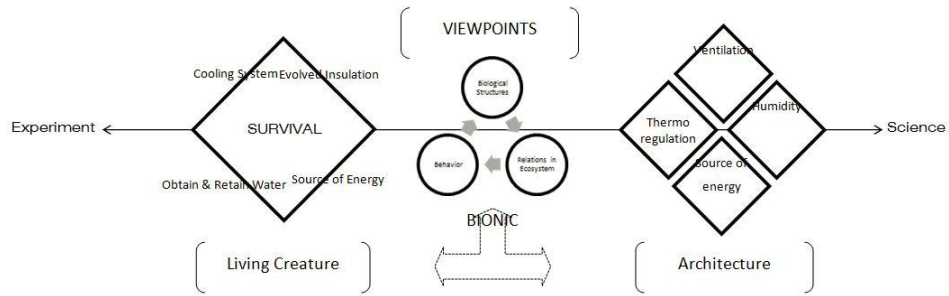 VIEWPOINTS
Cooling System
Evolved Insulation
SURVIVAL
Obtain & Retain Water
Source of Energy
Experiment
Biological
Structures
Behavior
Relations in
Ecosystem
BIONIC
Ventilation
Thermo
regulation
Humidity
Source of
energy
Science
Living Creature
Architecture